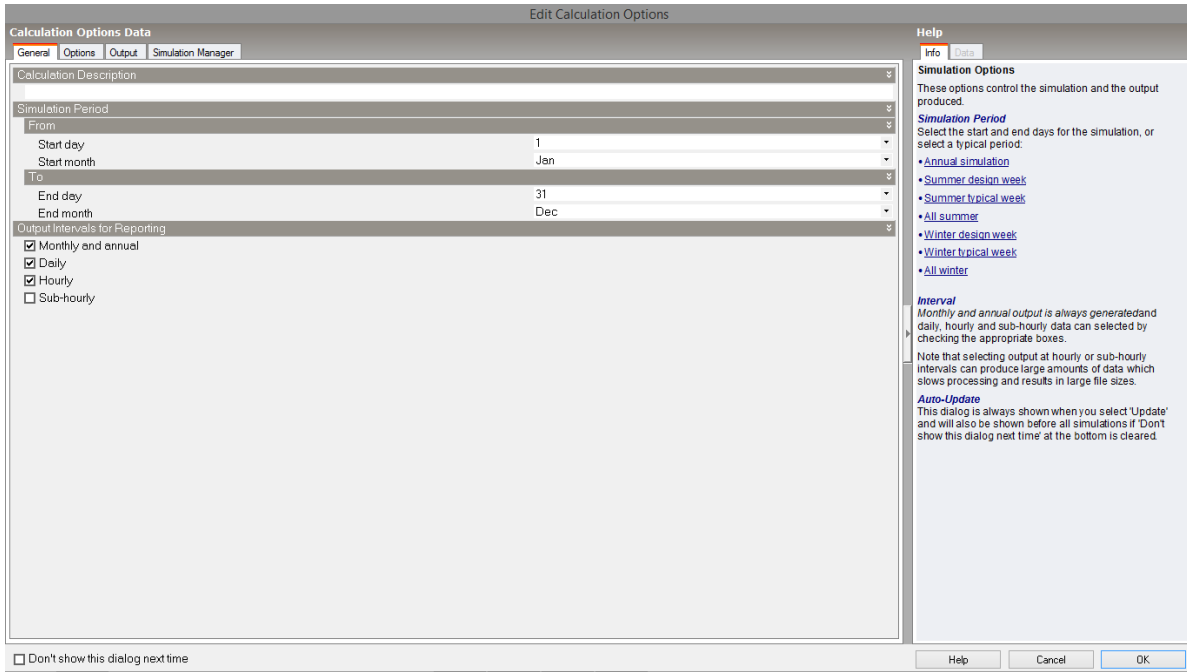 Edit Calculation Options
Calculation Options Data
General Options Output Simulation Manager
Calculation Description
Simulation Period
From
Start day 1
Start month Jan
To
End day 31
End month Dec
Output Intervals for Reporting
Monthly and annual
Daily
Hourly
Sub-hourly
Don't show this dialog next time
Help
Info Data
Simulation Options
These options control the simulation and the output
produced.
Simulation Period
Select the start and end days for the simulation, or
select a typical period:
• Annual simulation
• Summer design week
• Summer typical week
• All summer
• Winter design week
• Winter typical week
• All winter
Interval
Monthly and annual output is always generatedand
daily, hourly and sub-hourly data can selected by
checking the appropriate boxes.
Note that selecting output at hourly or sub-hourly
intervals can produce large amounts of data which
slows processing and results in large file sizes.
Auto-Update
This dialog is always shown when you select 'Update'
and will also be shown before all simulations if 'Don't
show this dialog next time' at the bottom is cleared.
Help Cancel OK